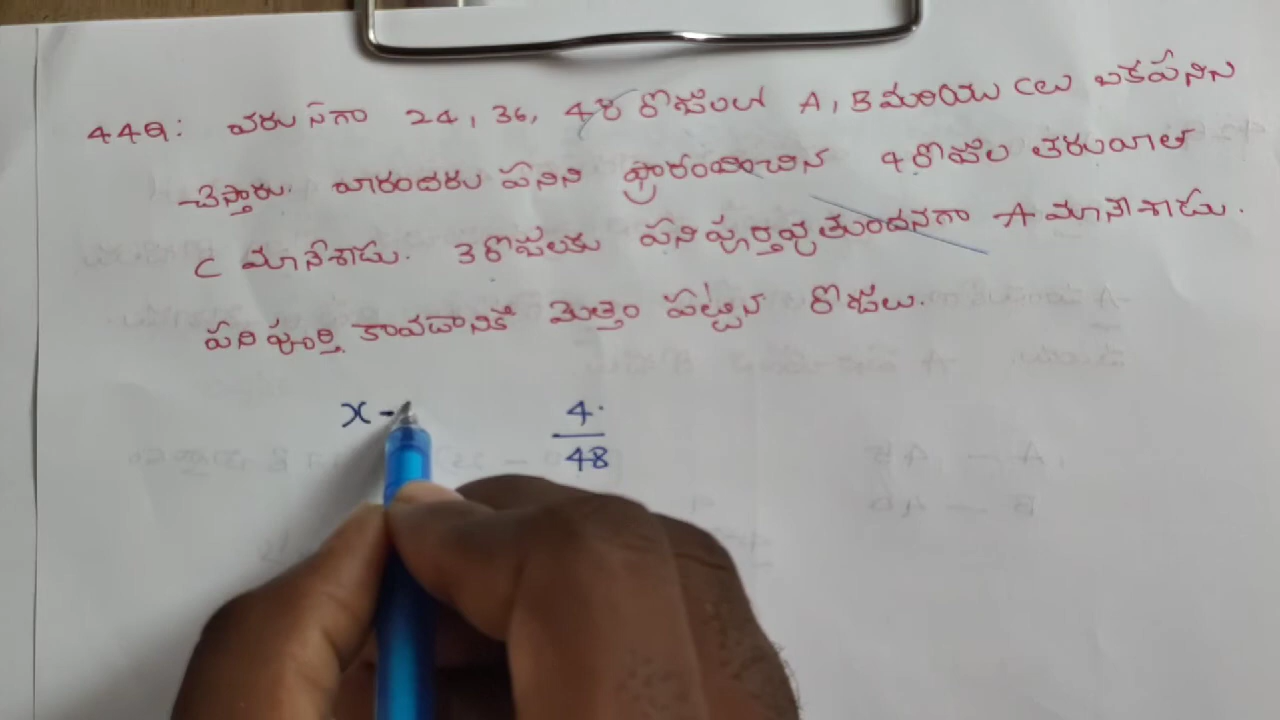 44Q: వరుసగా 24, 36, 48 రోజులలో A, B మరియు C లు ఒకపనిని
చేస్తారు. వారందరు పనిని ప్రారంభించిన 4 రోజుల తరువాత
C మానేశాడు. 3 రోజులకు పని పూర్తవుతుందనగా A మానేశాడు.
పని పూర్తి కావడానికి మొత్తం పట్టిన రోజులు.
x - 4
48